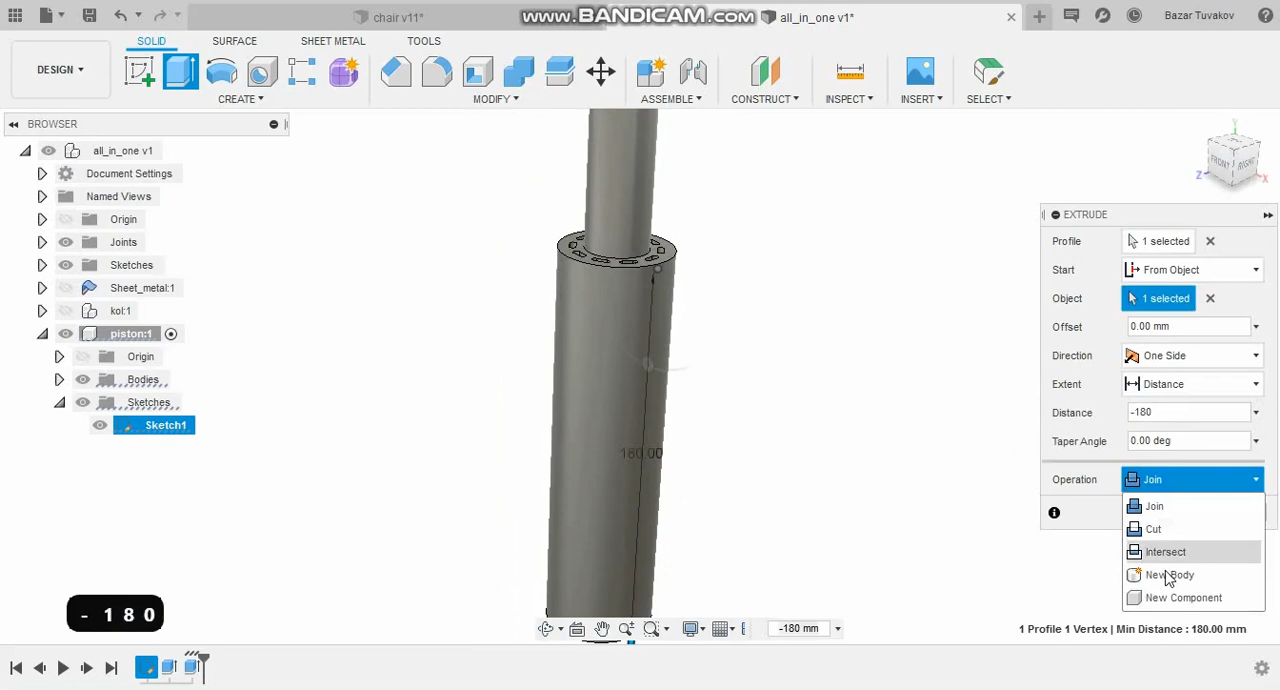 chair v11*
www.BANDICAM.com
all_in_one v1*
Bazar Tuvakov
DESIGN
SOLID
SURFACE
SHEET METAL
TOOLS
CREATE
MODIFY
ASSEMBLE
CONSTRUCT
INSPECT
INSERT
SELECT
BROWSER
all_in_one v1
Document Settings
Named Views
Origin
Joints
Sketches
Sheet_metal:1
kol:1
piston:1
Origin
Bodies
Sketches
Sketch1
180.00
Y
FRONT
RIGHT
Z
X
EXTRUDE
Profile
1 selected
Start
From Object
Object
1 selected
Offset
0.00 mm
Direction
One Side
Extent
Distance
Distance
-180
Taper Angle
0.00 deg
Operation
Join
Join
Cut
Intersect
New Body
New Component
- 1 8 0
-180 mm
1 Profile 1 Vertex | Min Distance : 180.00 mm